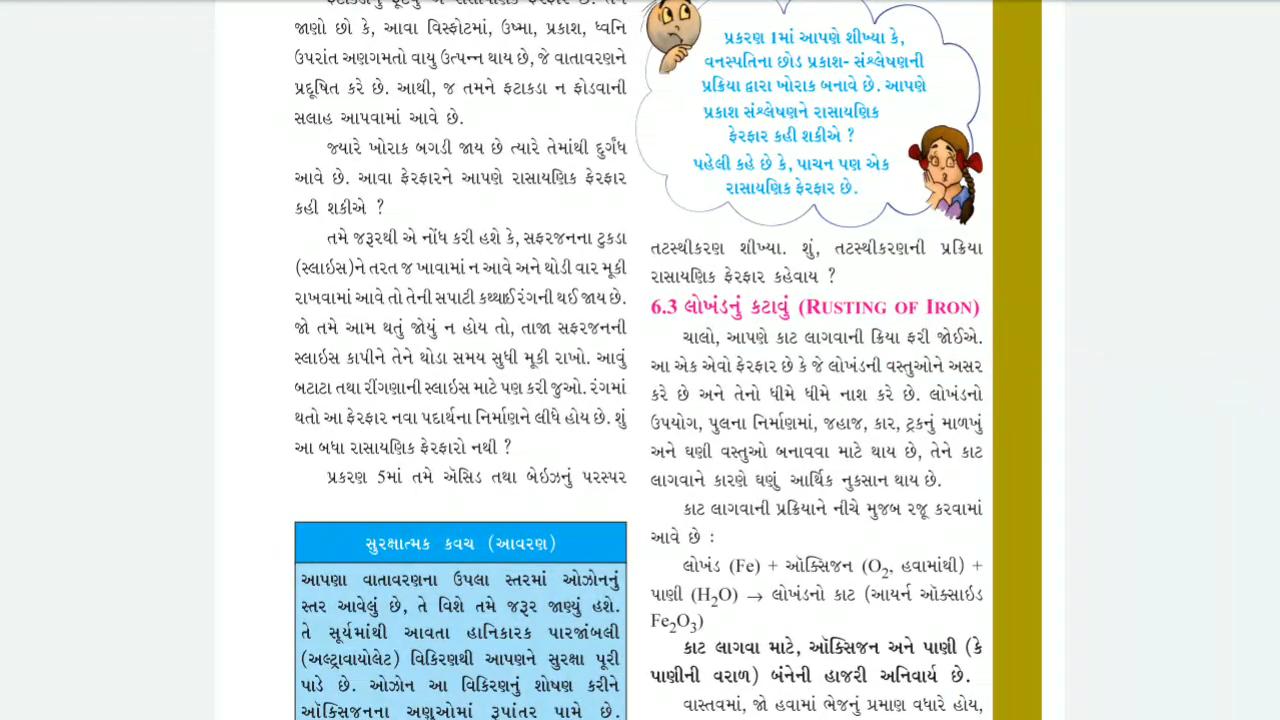 જાણો છો કે, આવા વિસ્ફોટમાં, ઉષ્મા, પ્રકાશ, ધ્વનિ
ઉપરાંત અણગમતો વાયુ ઉત્પન્ન થાય છે, જે વાતાવરણને
પ્રદૂષિત કરે છે. આથી, જ તમને ફટાકડા ન ફોડવાની
સલાહ આપવામાં આવે છે.
જ્યારે ખોરાક બગડી જાય છે ત્યારે તેમાંથી દુર્ગંધ
આવે છે. આવા ફેરફારને આપણે રાસાયણિક ફેરફાર
કહી શકીએ ?
તમે જરૂરથી એ નોંધ કરી હશે કે, સફરજનના ટુકડા
(સ્લાઇસ)ને તરત જ ખાવામાં ન આવે અને થોડી વાર મૂકી
રાખવામાં આવે તો તેની સપાટી કથ્થાઈ રંગની થઈ જાય છે.
જો તમે આમ થતું જોયું ન હોય તો, તાજા સફરજનની
સ્લાઇસ કાપીને તેને થોડા સમય સુધી મૂકી રાખો. આવું
બટાટા તથા રીંગણાની સ્લાઇસ માટે પણ કરી જુઓ. રંગમાં
થતો આ ફેરફાર નવા પદાર્થના નિર્માણને લીધે હોય છે. શું
આ બધા રાસાયણિક ફેરફારો નથી ?
પ્રકરણ 5માં તમે ઍસિડ તથા બેઇઝનું પરસ્પર
સુરક્ષાત્મક કવચ (આવરણ)
આપણા વાતાવરણના ઉપલા સ્તરમાં ઓઝોનનું
સ્તર આવેલું છે, તે વિશે તમે જરૂર જાણ્યું હશે.
તે સૂર્યમાંથી આવતા હાનિકારક પારજાંબલી
(અલ્ટ્રાવાયોલેટ) વિકિરણથી આપણને સુરક્ષા પૂરી
પાડે છે. ઓઝોન આ વિકિરણનું શોષણ કરીને
ઑક્સિજનના અણુઓમાં રૂપાંતર પામે છે.
પ્રકરણ 1માં આપણે શીખ્યા કે,
વનસ્પતિના છોડ પ્રકાશ- સંશ્લેષણની
પ્રક્રિયા દ્વારા ખોરાક બનાવે છે. આપણે
પ્રકાશ સંશ્લેષણને રાસાયણિક
ફેરફાર કહી શકીએ ?
પહેલી કહે છે કે, પાચન પણ એક
રાસાયણિક ફેરફાર છે.
તટસ્થીકરણ શીખ્યા. શું, તટસ્થીકરણની પ્રક્રિયા
રાસાયણિક ફેરફાર કહેવાય ?
6.3 લોખંડનું કટાવું (RUSTING OF IRON)
ચાલો, આપણે કાટ લાગવાની ક્રિયા ફરી જોઈએ.
આ એક એવો ફેરફાર છે કે જે લોખંડની વસ્તુઓને અસર
કરે છે અને તેનો ધીમે ધીમે નાશ કરે છે. લોખંડનો
ઉપયોગ, પુલના નિર્માણમાં, જહાજ, કાર, ટ્રકનું માળખું
અને ઘણી વસ્તુઓ બનાવવા માટે થાય છે, તેને કાટ
લાગવાને કારણે ઘણું આર્થિક નુકસાન થાય છે.
કાટ લાગવાની પ્રક્રિયાને નીચે મુજબ રજૂ કરવામાં
આવે છે :
લોખંડ (Fe) + ઑક્સિજન (O₂, હવામાંથી) +
પાણી (H₂O) → લોખંડનો કાટ (આયર્ન ઑક્સાઇડ
Fe₂O₃)
કાટ લાગવા માટે, ઑક્સિજન અને પાણી (કે
પાણીની વરાળ) બંનેની હાજરી અનિવાર્ય છે.
વાસ્તવમાં, જો હવામાં ભેજનું પ્રમાણ વધારે હોય,